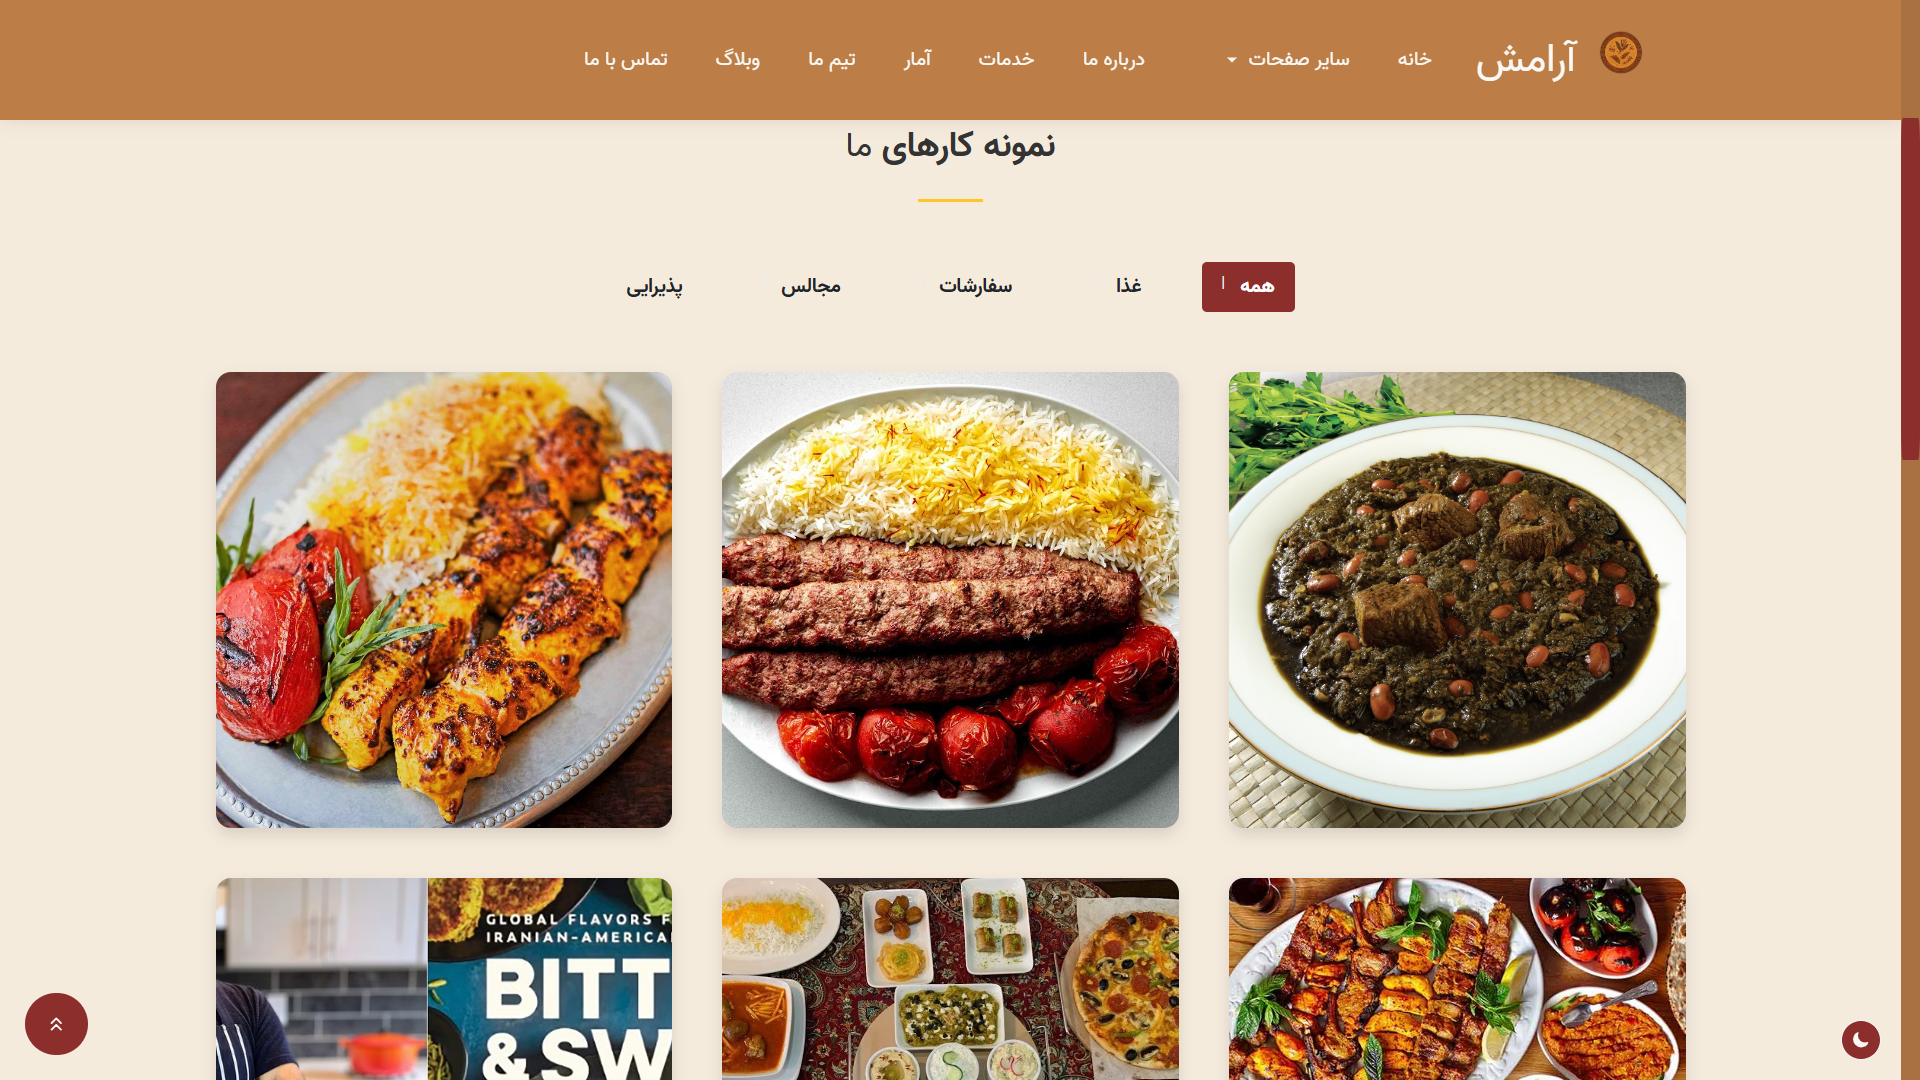 آرامش
خانه سایر صفحات درباره ما خدمات آمار تیم ما وبلاگ تماس با ما
نمونه کارهای ما
همه ا غذا سفارشات مجالس پذیرایی
GLOBAL FLAVORS F
IRANIAN-AMERICA
BITT
& SW